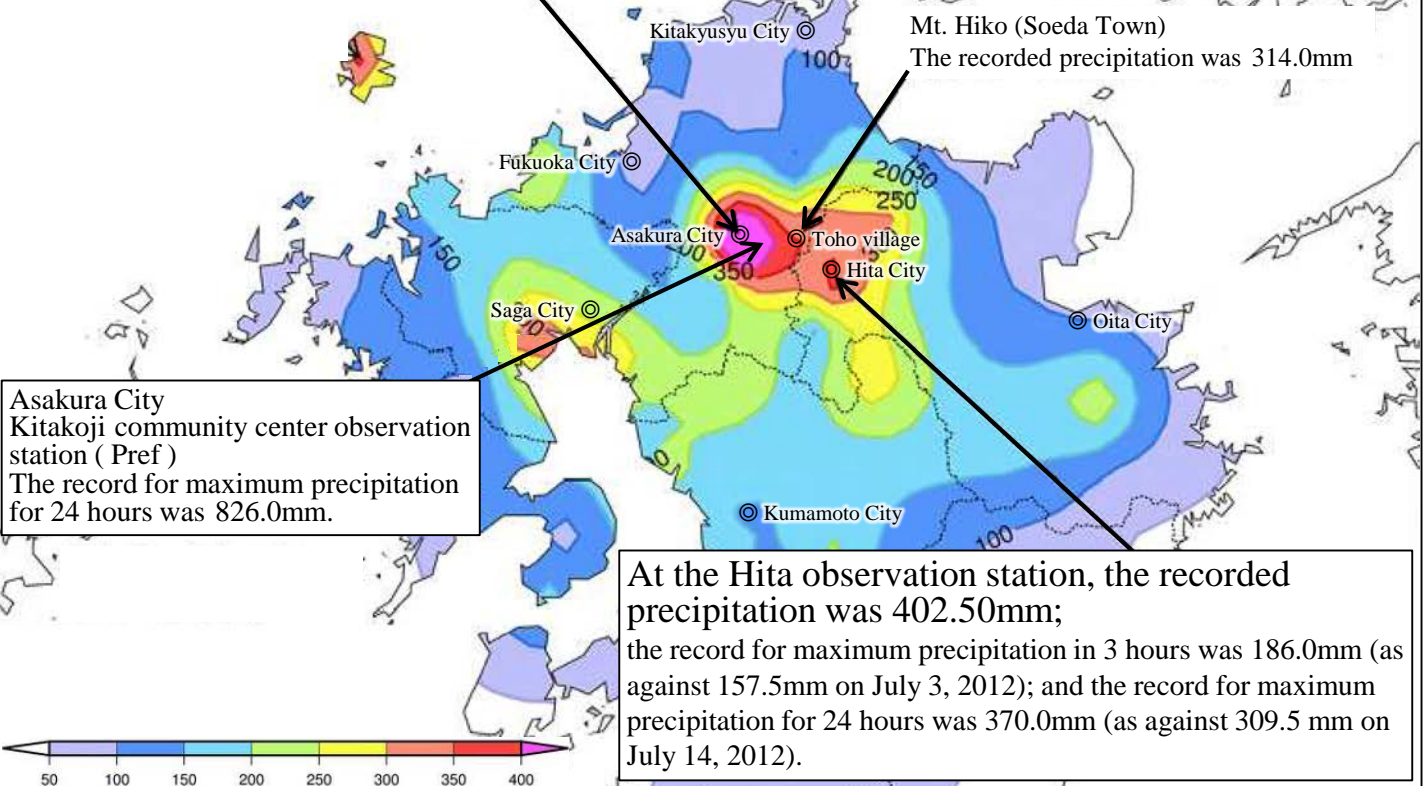 Kitakyusyu City
Mt. Hiko (Soeda Town)
The recorded precipitation was 314.0mm
100
Fukuoka City
200
150
250
Asakura City
Toho village
150
350
Hita City
Saga City
Oita City
Asakura City
Kitakoji community center observation
station ( Pref )
The record for maximum precipitation
for 24 hours was 826.0mm.
Kumamoto City
100
At the Hita observation station, the recorded
precipitation was 402.50mm;
the record for maximum precipitation in 3 hours was 186.0mm (as
against 157.5mm on July 3, 2012); and the record for maximum
precipitation for 24 hours was 370.0mm (as against 309.5 mm on
July 14, 2012).
50 100 150 200 250 300 350 400